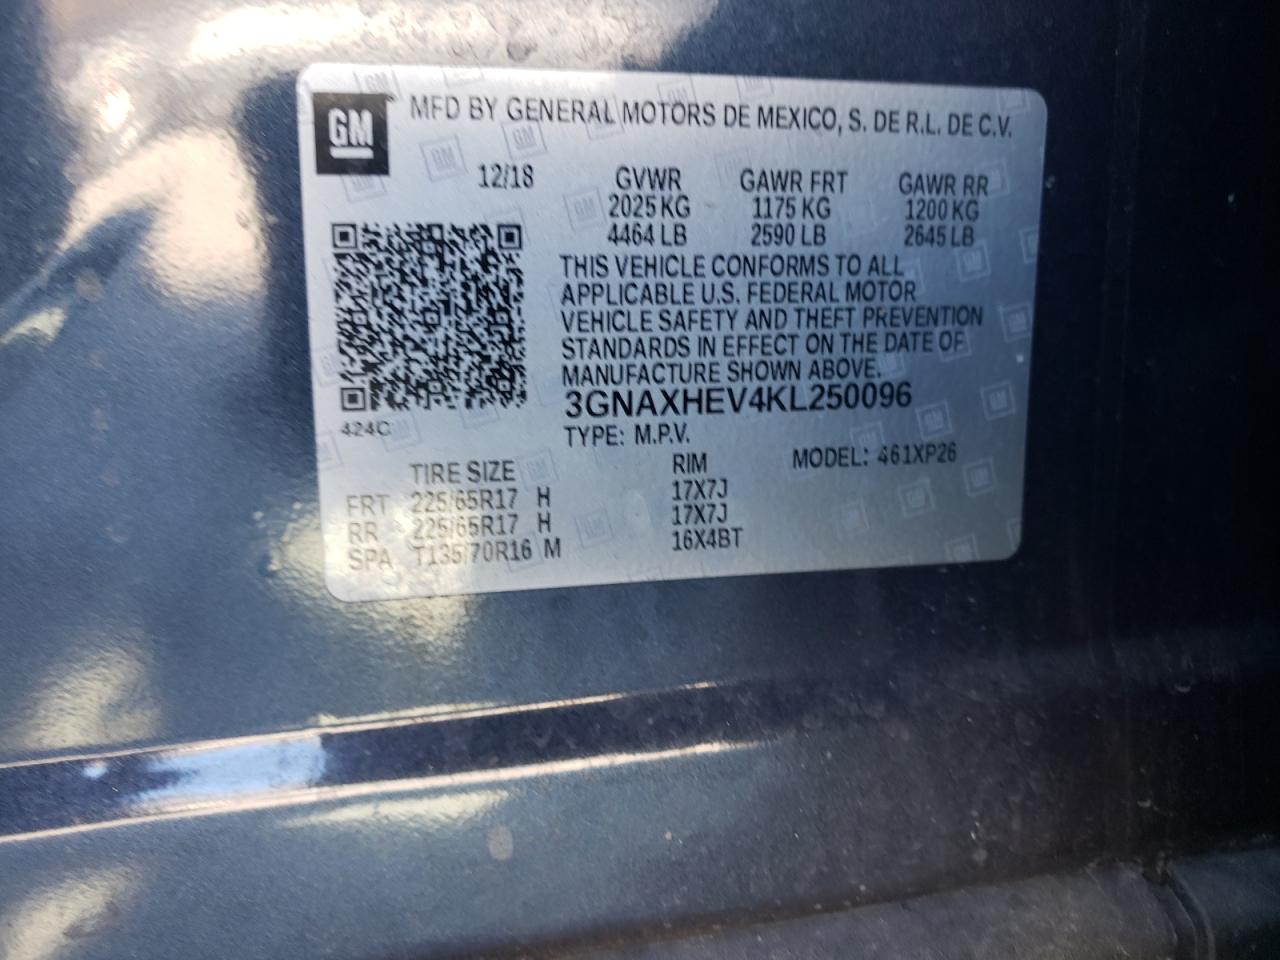 GM
MFD BY GENERAL MOTORS DE MEXICO, S. DE R.L. DE C.V.
12/18 GVWR GAWR FRT GAWR RR
2025 KG 1175 KG 1200 KG
4464 LB 2590 LB 2645 LB
THIS VEHICLE CONFORMS TO ALL
APPLICABLE U.S. FEDERAL MOTOR
VEHICLE SAFETY AND THEFT PREVENTION
STANDARDS IN EFFECT ON THE DATE OF
MANUFACTURE SHOWN ABOVE.
3GNAXHEV4KL250096
424C
TYPE: M.P.V.
TIRE SIZE RIM MODEL: 461XP26
FRT 225/65R17 H 17X7J
RR 225/65R17 H 17X7J
SPA T135/70R16 M 16X4BT